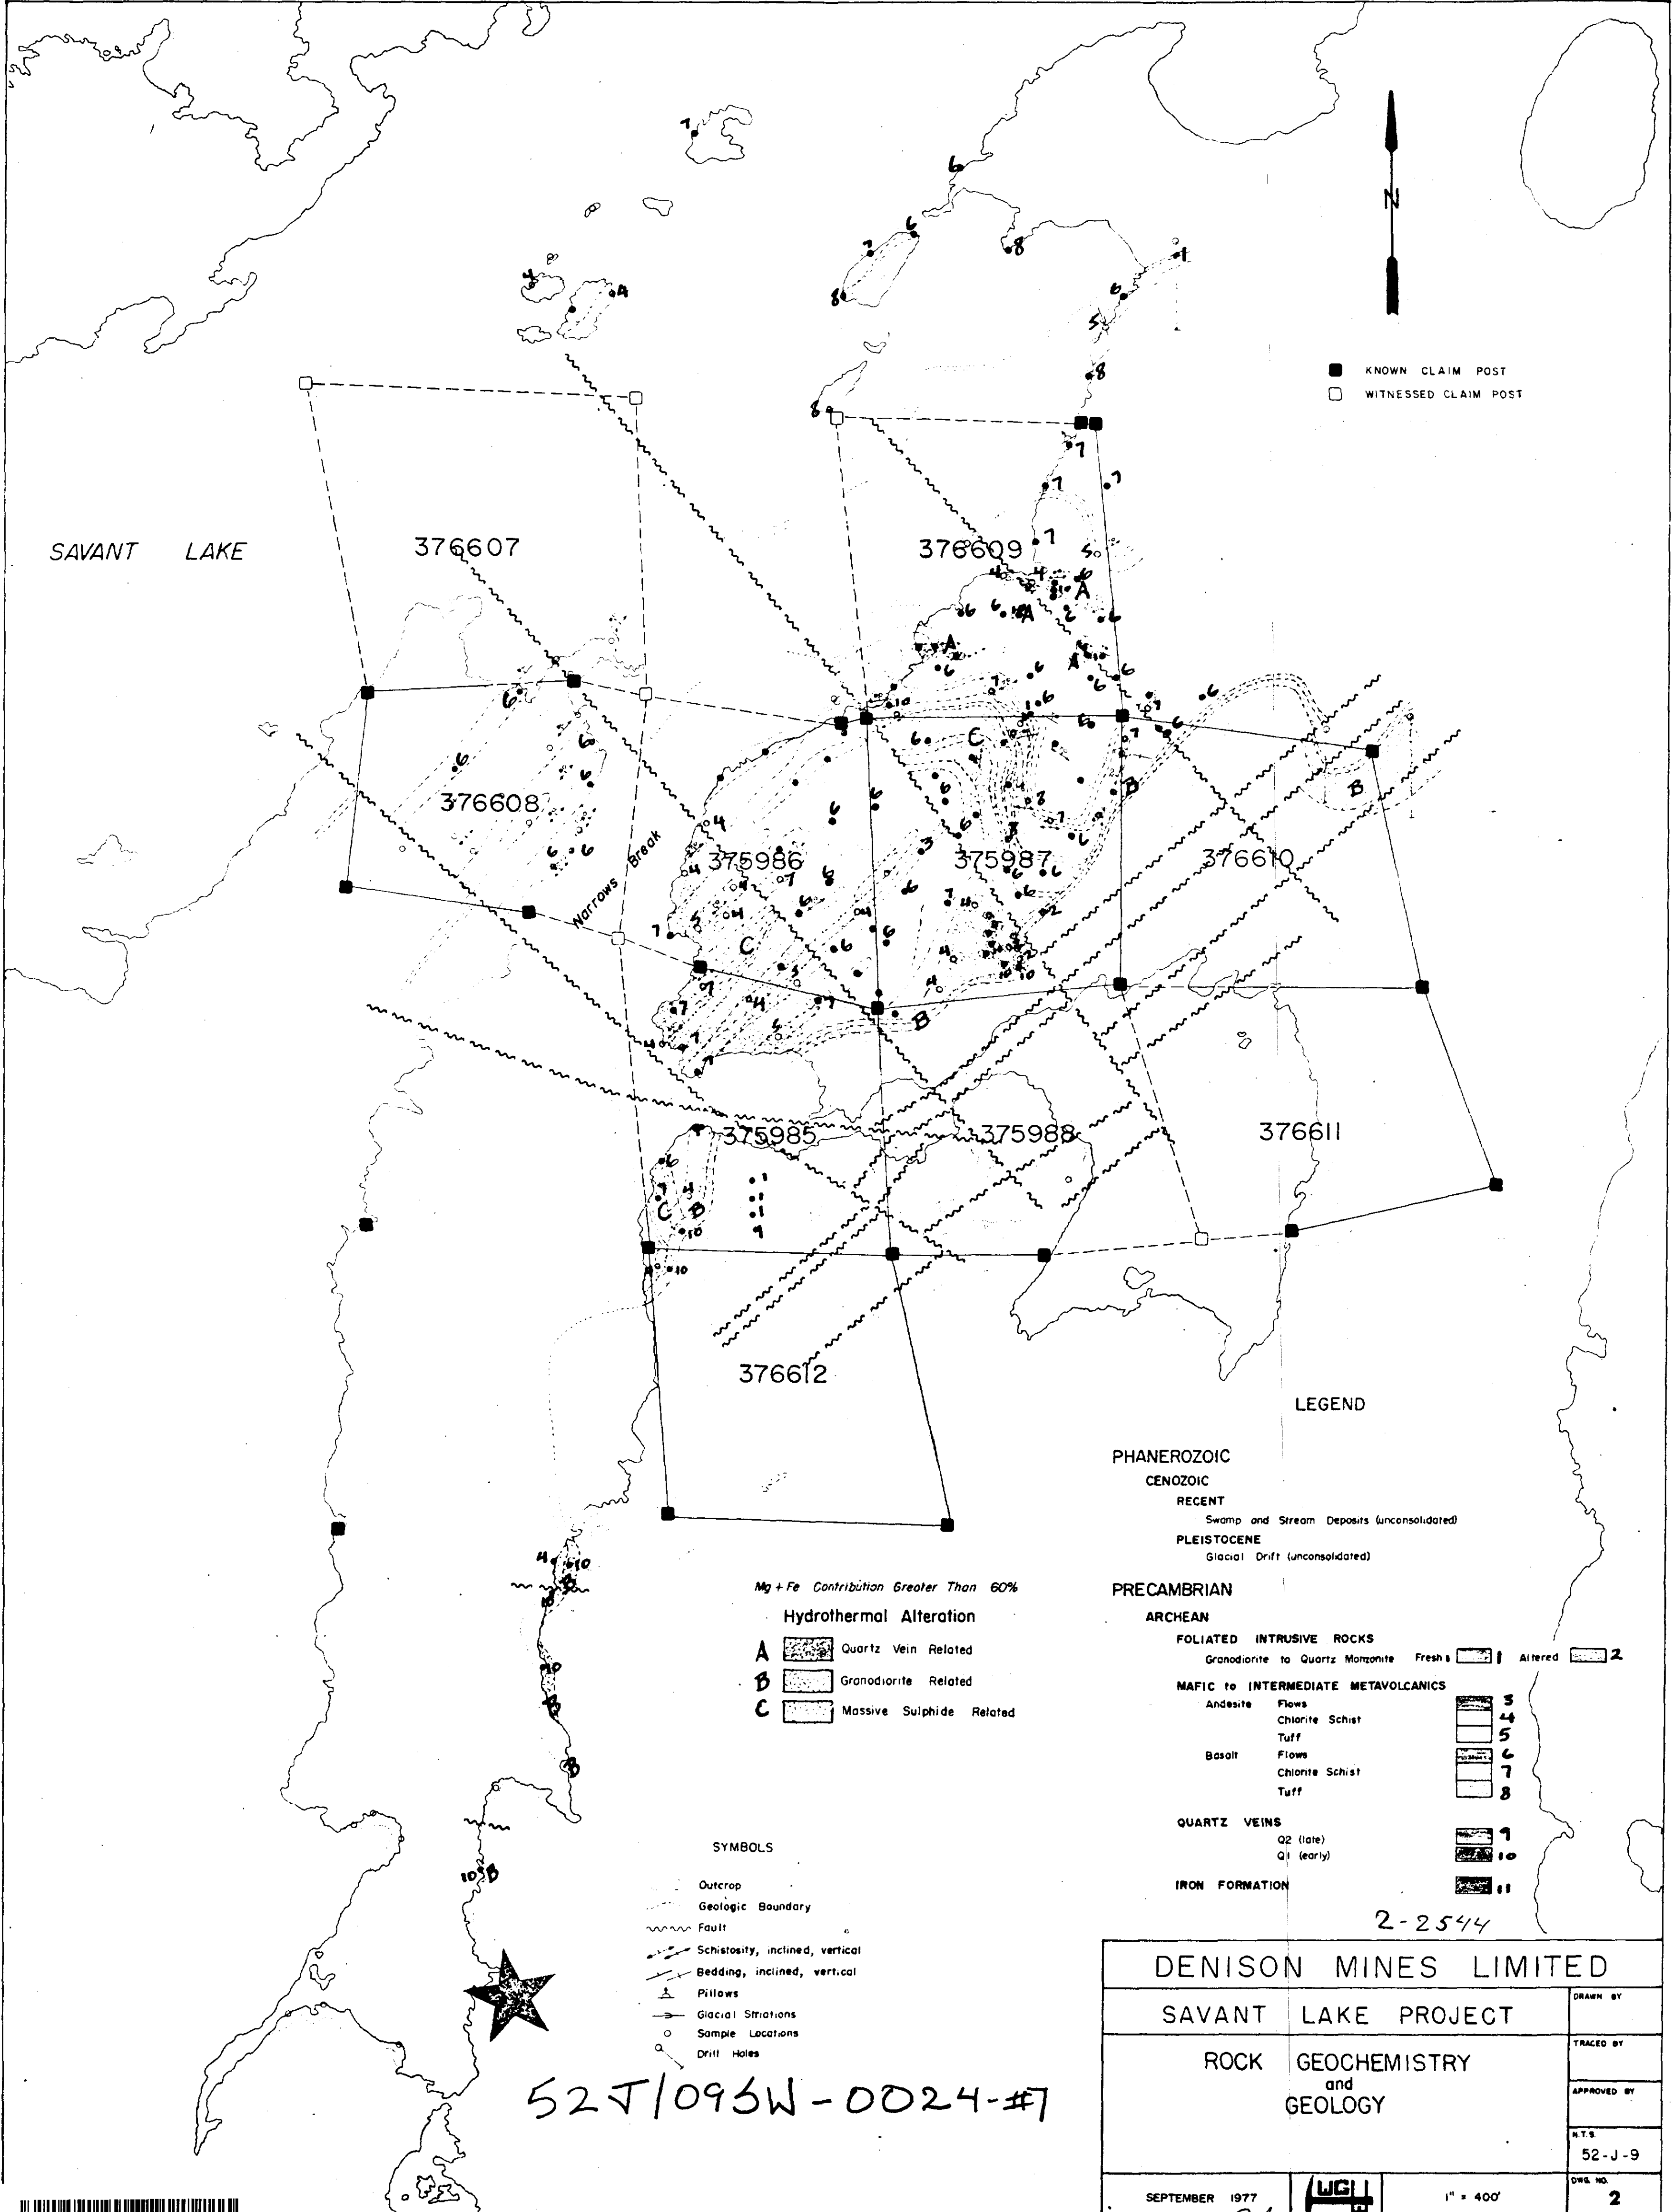 N
KNOWN CLAIM POST
WITNESSED CLAIM POST
SAVANT LAKE
376607
376609
376608
Narrows Break
375986
375987
376610
375985
375988
376611
376612
A
B
C
LEGEND
PHANEROZOIC
CENOZOIC
RECENT
Swamp and Stream Deposits (unconsolidated)
PLEISTOCENE
Glacial Drift (unconsolidated)
PRECAMBRIAN
ARCHEAN
FOLIATED INTRUSIVE ROCKS
Granodiorite to Quartz Monzonite Fresh 1 Altered 2
MAFIC to INTERMEDIATE METAVOLCANICS
Andesite Flows 3
Chlorite Schist 4
Tuff 5
Basalt Flows 6
Chlorite Schist 7
Tuff 8
QUARTZ VEINS
Q2 (late) 9
Q1 (early) 10
IRON FORMATION 11
Mg + Fe Contribution Greater Than 60%
Hydrothermal Alteration
A Quartz Vein Related
B Granodiorite Related
C Massive Sulphide Related
SYMBOLS
Outcrop
Geologic Boundary
Fault
Schistosity, inclined, vertical
Bedding, inclined, vertical
Pillows
Glacial Striations
Sample Locations
Drill Holes
52J/09SW-0024-#7
2-2544
DENISON MINES LIMITED
SAVANT LAKE PROJECT
ROCK GEOCHEMISTRY
and
GEOLOGY
DRAWN BY
TRACED BY
APPROVED BY
N.T.S.
52-J-9
SEPTEMBER 1977
1" = 400'
DWG. NO.
2